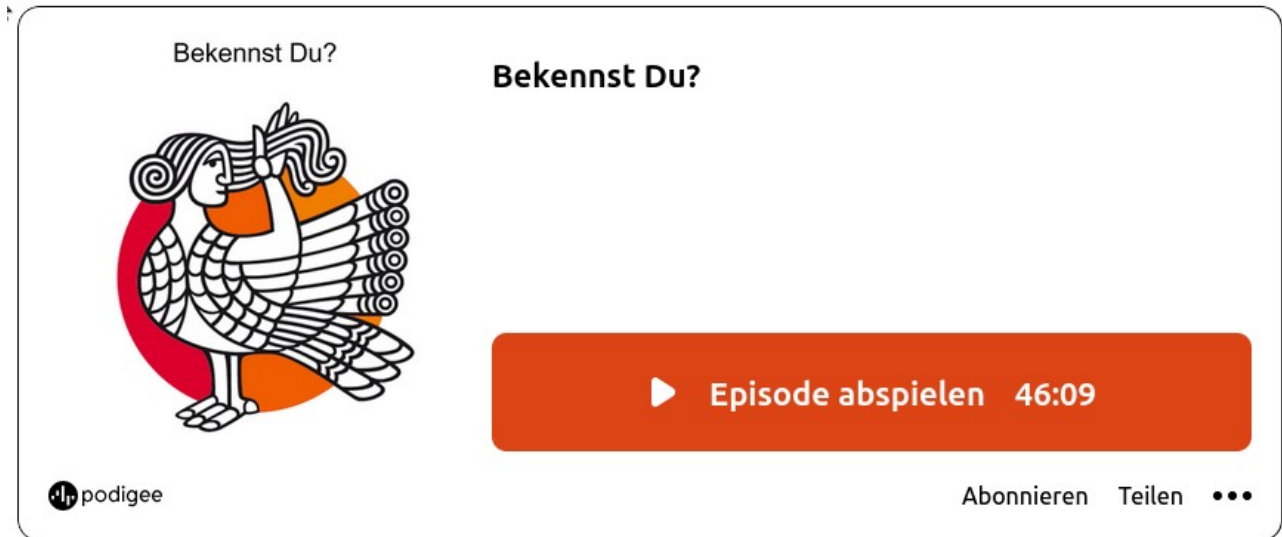 Bekennst Du?
Bekennst Du?
Episode abspielen 46:09
podigee
Abonnieren Teilen